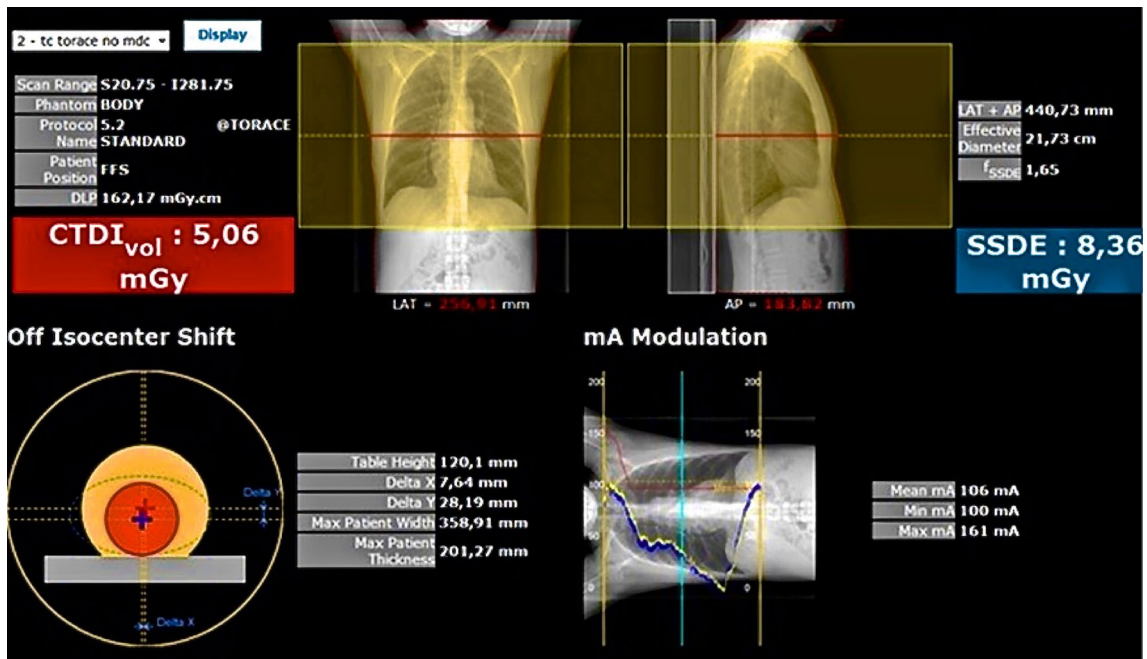 2 - tc torace no mdc
Display
Scan Range S20.75 - I281.75
Phantom BODY
Protocol Name 5.2 @TORACE STANDARD
Patient Position FFS
DLP 162,17 mGy.cm
CTDIvol : 5,06
mGy
LAT = 256,91 mm
AP = 183,82 mm
LAT + AP 440,73 mm
Effective Diameter 21,73 cm
fSSDE 1,65
SSDE : 8,36
mGy
Off Isocenter Shift
Delta Y
Delta X
Table Height 120,1 mm
Delta X 7,64 mm
Delta Y 28,19 mm
Max Patient Width 358,91 mm
Max Patient Thickness 201,27 mm
mA Modulation
200 200
150 150
100 100
50 50
0 0
Mean mA 106 mA
Min mA 100 mA
Max mA 161 mA